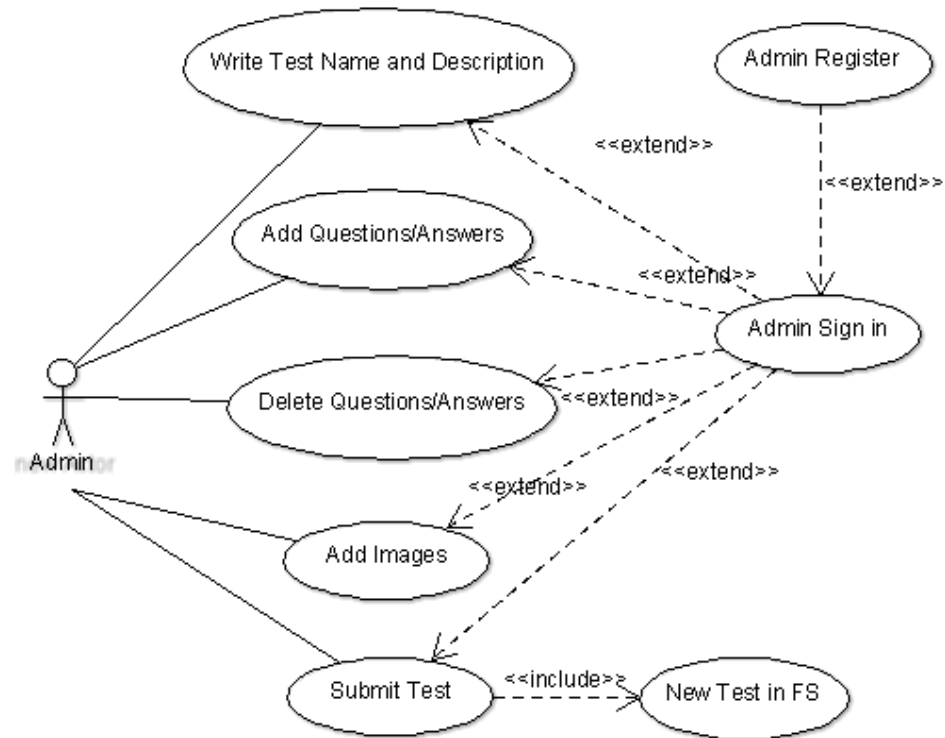 Write Test Name and Description
Admin Register
<<extend>>
<<extend>>
Add Questions/Answers
<<extend>>
Admin Sign in
Delete Questions/Answers
<<extend>>
Admin
<<extend>>
<<extend>>
Add Images
Submit Test
<<include>>
New Test in FS